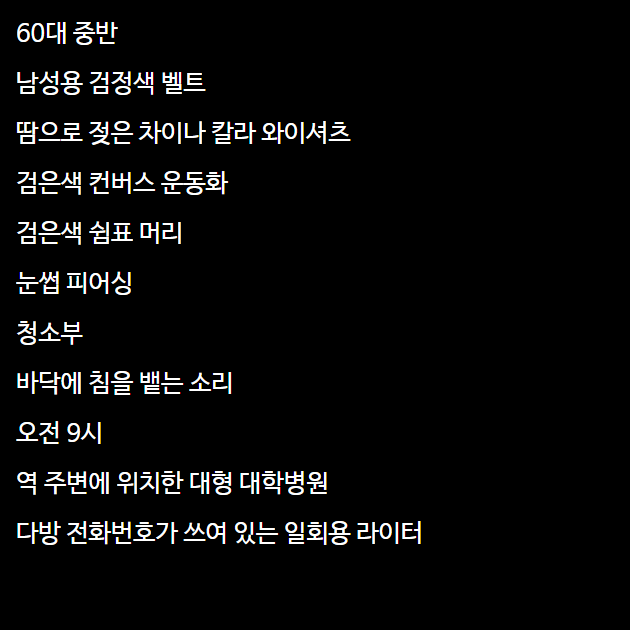 60대 중반
남성용 검정색 벨트
땀으로 젖은 차이나 칼라 와이셔츠
검은색 컨버스 운동화
검은색 쉼표 머리
눈썹 피어싱
청소부
바닥에 침을 뱉는 소리
오전 9시
역 주변에 위치한 대형 대학병원
다방 전화번호가 쓰여 있는 일회용 라이터